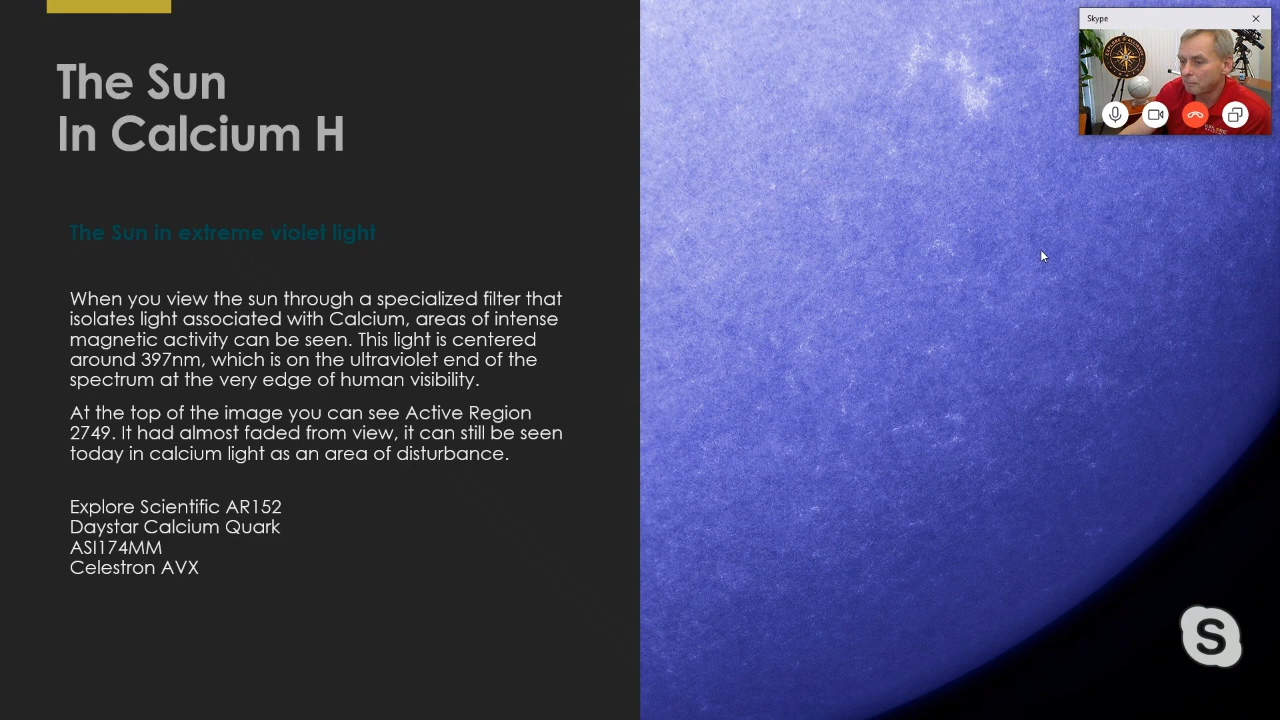 Skype
The Sun
In Calcium H
The Sun in extreme violet light
When you view the sun through a specialized filter that
isolates light associated with Calcium, areas of intense
magnetic activity can be seen. This light is centered
around 397nm, which is on the ultraviolet end of the
spectrum at the very edge of human visibility.
At the top of the image you can see Active Region
2749. It had almost faded from view, it can still be seen
today in calcium light as an area of disturbance.
Explore Scientific AR152
Daystar Calcium Quark
ASI174MM
Celestron AVX
S